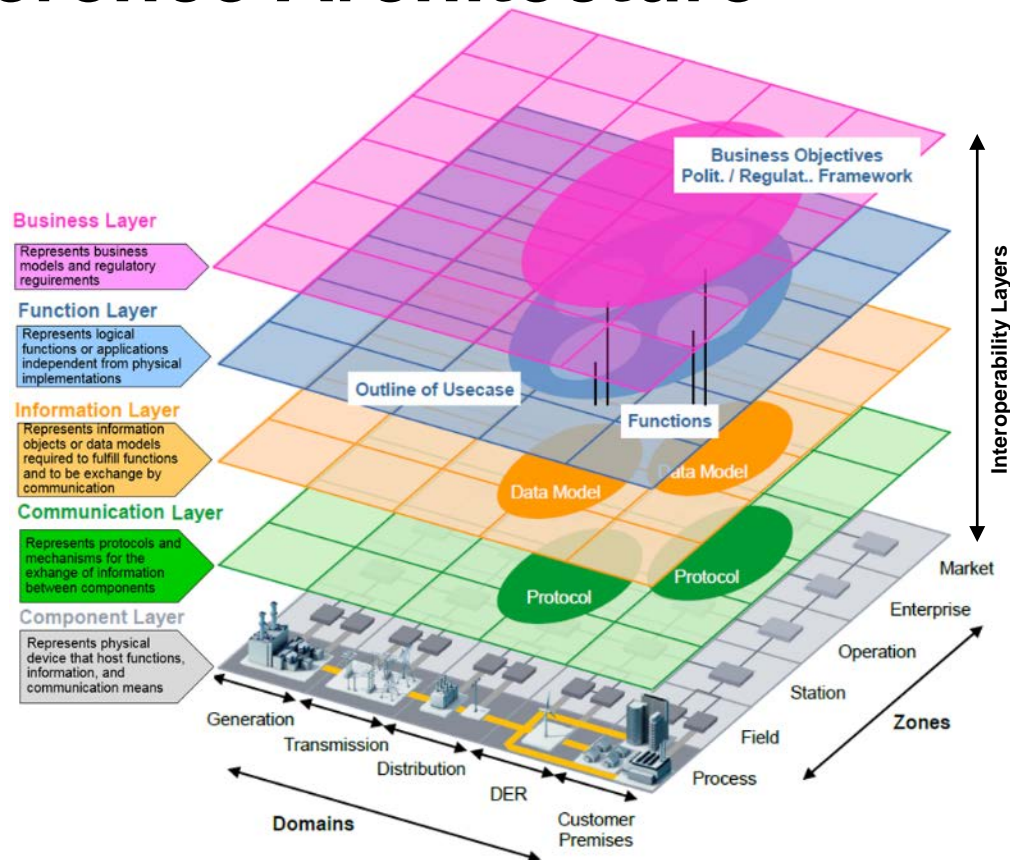 erence Architecture
Business Objectives
Polit. / Regulat.. Framework
Business Layer
Represents business
models and regulatory
reguirements
Function Layer
Represents logical
functions or applications
independent from physical
implementations
Outline of Usecase
Functions
Information Layer
Represents information
objects or data models
required to fulfill functions
and to be exchange by
communication
Data Model
Data Model
Communication Layer
Represents protocols and
mechanisms for the
exhange of information
between components
Protocol
Protocol
Component Layer
Represents physical
device that host functions,
information, and
communication means
Interoperability Layers
Market
Enterprise
Operation
Station
Field
Process
Zones
Generation
Transmission
Distribution
DER
Customer
Premises
Domains